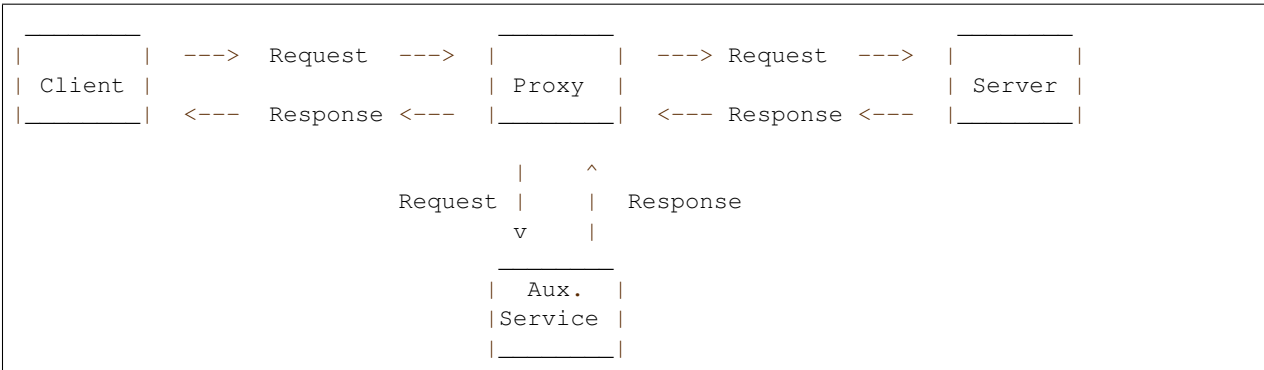 ---> Request ---> ---> Request --->
Client Proxy Server
<--- Response <--- <--- Response <---
| ^
Request | | Response
v |
Aux.
Service